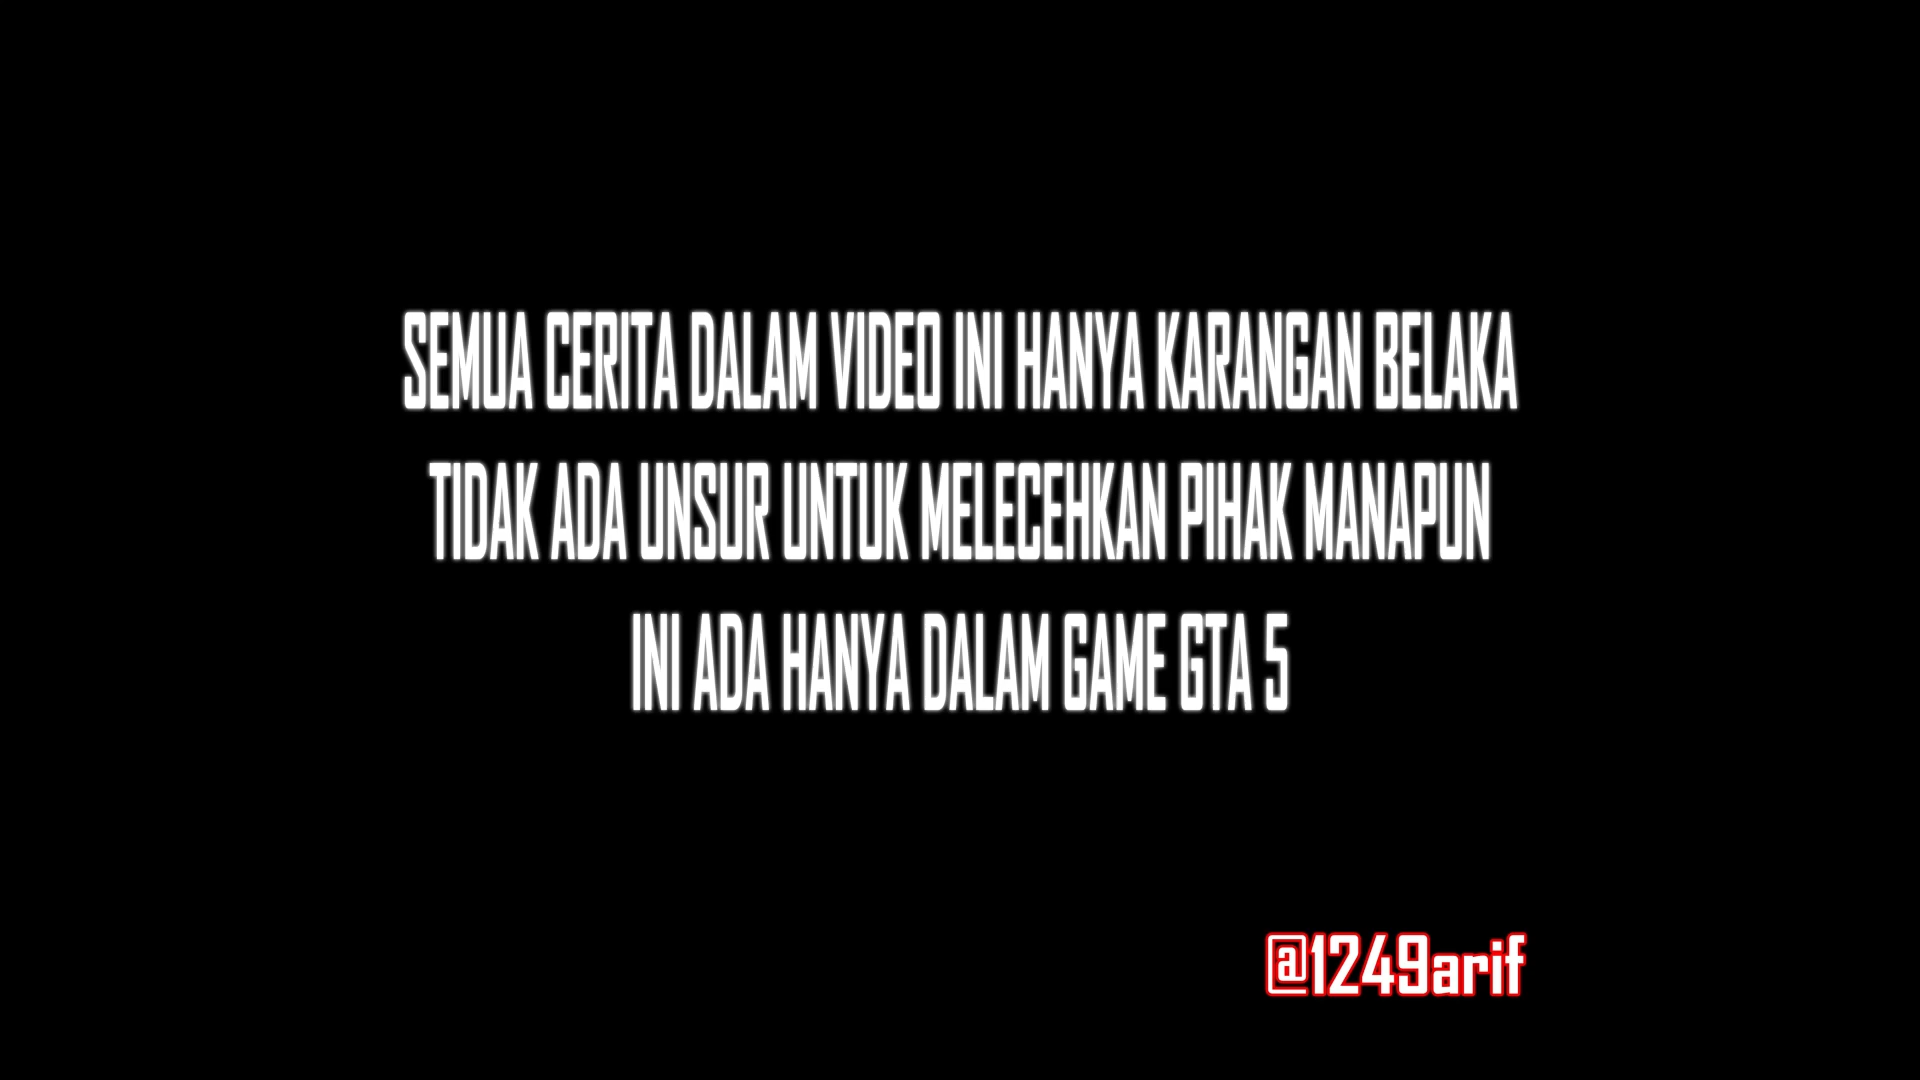 SEMUA CERITA DALAM VIDEO INI HANYA KARANGAN BELAKA
TIDAK ADA UNSUR UNTUK MELECEHKAN PIHAK MANAPUN
INI ADA HANYA DALAM GAME GTA 5
@1249arif